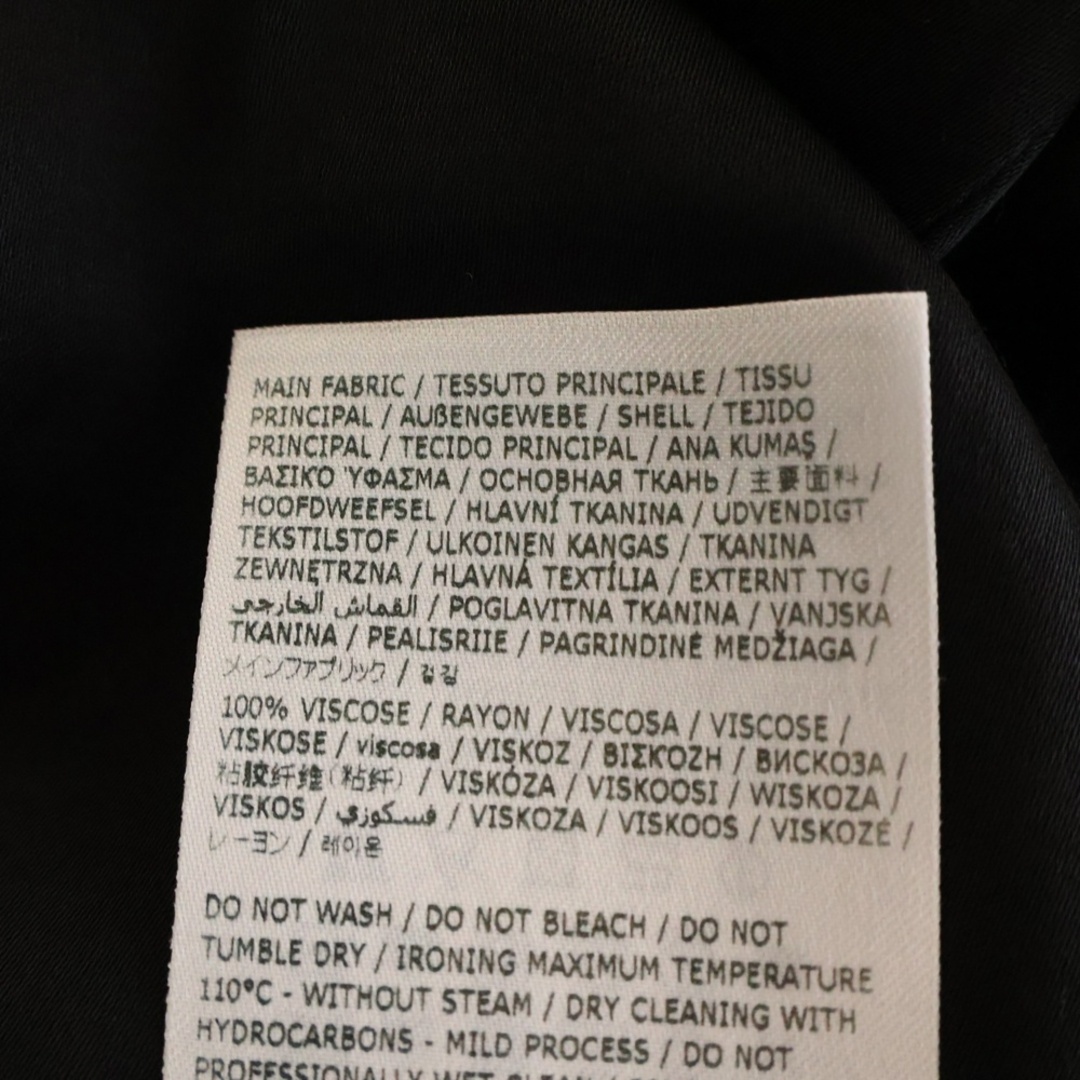 MAIN FABRIC / TESSUTO PRINCIPALE / TISSU
PRINCIPAL / AUßENGEWEBE / SHELL / TEJIDO
PRINCIPAL / TECIDO PRINCIPAL / ANA KUMAŞ /
ΒΑΣΙΚΌ ΎΦΑΣΜΑ / ОСНОВНАЯ ТКАНЬ / 主要面料 /
HOOFDWEEFSEL / HLAVNÍ TKANINA / UDVENDIGT
TEKSTILSTOF / ULKOINEN KANGAS / TKANINA
ZEWNĘTRZNA / HLAVNÁ TEXTÍLIA / EXTERNT TYG /
القماش الخارجي / POGLAVITNA TKANINA / VANJSKA
TKANINA / PEALISRIIE / PAGRINDINĖ MEDŽIAGA /
メインファブリック / 겉감
100% VISCOSE / RAYON / VISCOSA / VISCOSE /
VISKOSE / viscosa / VISKOZ / ΒΙΣΚΌΖΗ / ВИСКОЗА /
粘胶纤维(粘纤) / VISKÓZA / VISKOOSI / WISKOZA /
VISKOS / فسكوزي / VISKOZA / VISKOOS / VISKOZĖ /
レーヨン / 레이온
DO NOT WASH / DO NOT BLEACH / DO NOT
TUMBLE DRY / IRONING MAXIMUM TEMPERATURE
110°C - WITHOUT STEAM / DRY CLEANING WITH
HYDROCARBONS - MILD PROCESS / DO NOT
PROFESSIONALLY WET CLEAN /